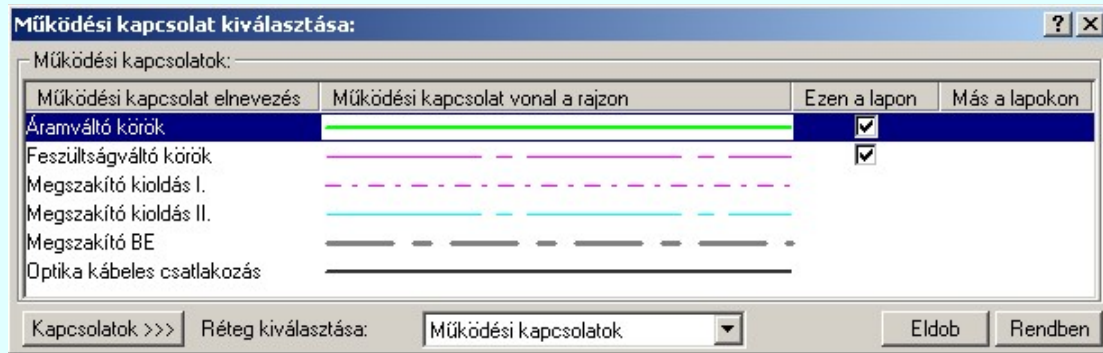 Működési kapcsolat kiválasztása:
Működési kapcsolatok:
Működési kapcsolat elnevezés Működési kapcsolat vonal a rajzon Ezen a lapon Más a lapokon
Áramváltó körök
Feszültságváltó körök
Megszakító kioldás I.
Megszakító kioldás II.
Megszakító BE
Optika kábeles csatlakozás
Kapcsolatok >>> Réteg kiválasztása: Működési kapcsolatok Eldob Rendben